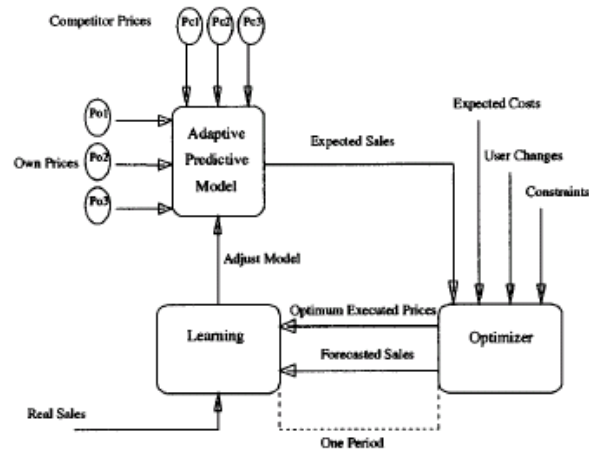 Competitor Prices
Pc1 Pc2 Pc3
Expected Costs
Po1
Adaptive
Predictive
Model
Expected Sales
User Changes
Own Prices
Po2
Constraints
Po3
Adjust Model
Optimum Executed Prices
Learning
Optimizer
Forecasted Sales
Real Sales
One Period